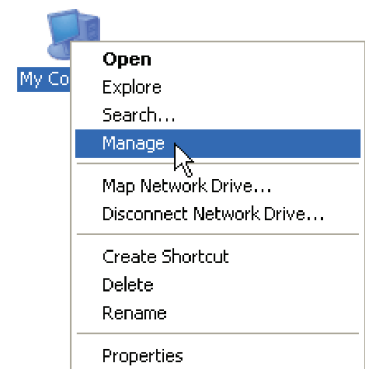 My Co
Open
Explore
Search...
Manage
Map Network Drive...
Disconnect Network Drive...
Create Shortcut
Delete
Rename
Properties